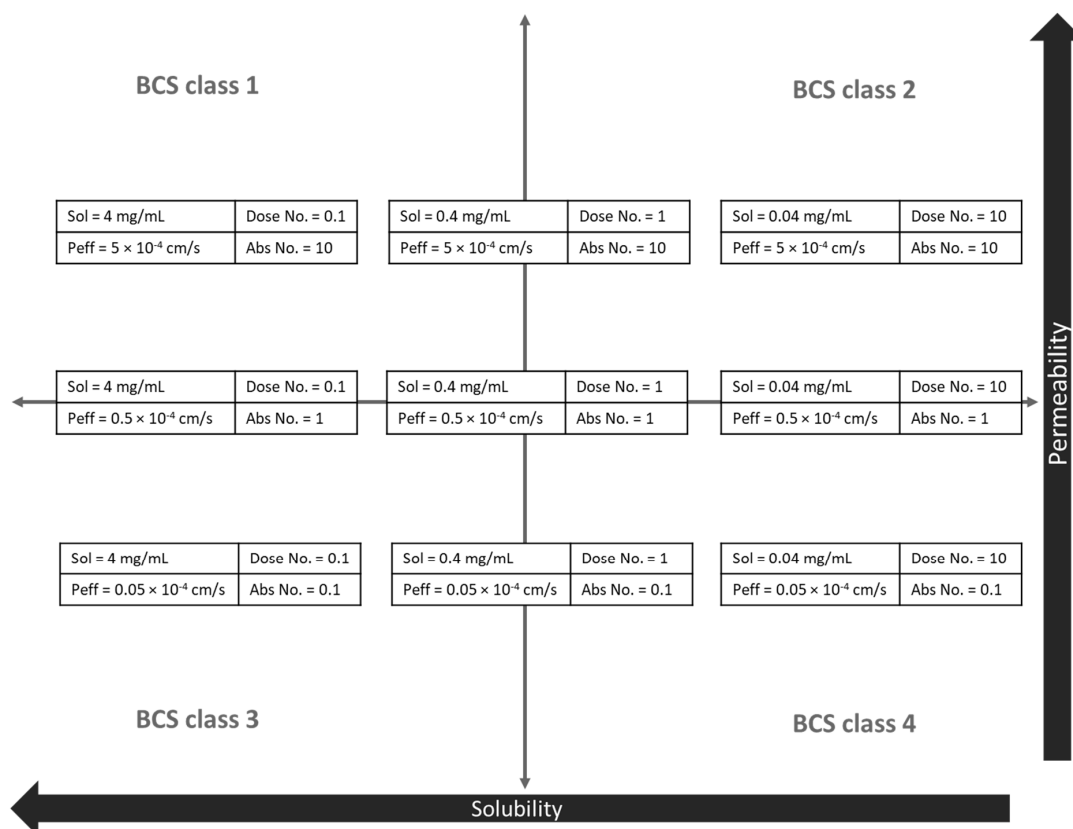 BCS class 1
BCS class 2
Sol = 4 mg/mL Dose No. = 0.1
Peff = 5 × 10⁻⁴ cm/s Abs No. = 10
Sol = 0.4 mg/mL Dose No. = 1
Peff = 5 × 10⁻⁴ cm/s Abs No. = 10
Sol = 0.04 mg/mL Dose No. = 10
Peff = 5 × 10⁻⁴ cm/s Abs No. = 10
Sol = 4 mg/mL Dose No. = 0.1
Peff = 0.5 × 10⁻⁴ cm/s Abs No. = 1
Sol = 0.4 mg/mL Dose No. = 1
Peff = 0.5 × 10⁻⁴ cm/s Abs No. = 1
Sol = 0.04 mg/mL Dose No. = 10
Peff = 0.5 × 10⁻⁴ cm/s Abs No. = 1
Permeability
Sol = 4 mg/mL Dose No. = 0.1
Peff = 0.05 × 10⁻⁴ cm/s Abs No. = 0.1
Sol = 0.4 mg/mL Dose No. = 1
Peff = 0.05 × 10⁻⁴ cm/s Abs No. = 0.1
Sol = 0.04 mg/mL Dose No. = 10
Peff = 0.05 × 10⁻⁴ cm/s Abs No. = 0.1
BCS class 3
BCS class 4
Solubility